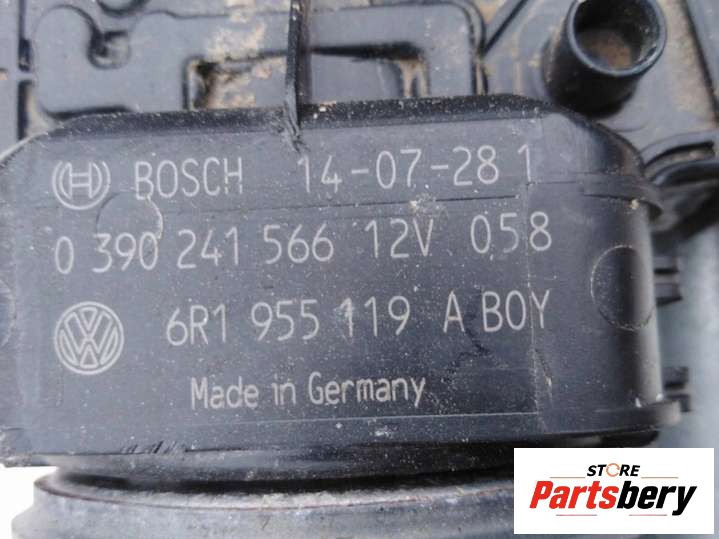 BOSCH 14-07-28 1
0 390 241 566 12V 058
VW 6R1 955 119 A BOY
Made in Germany
STORE
Partsbery